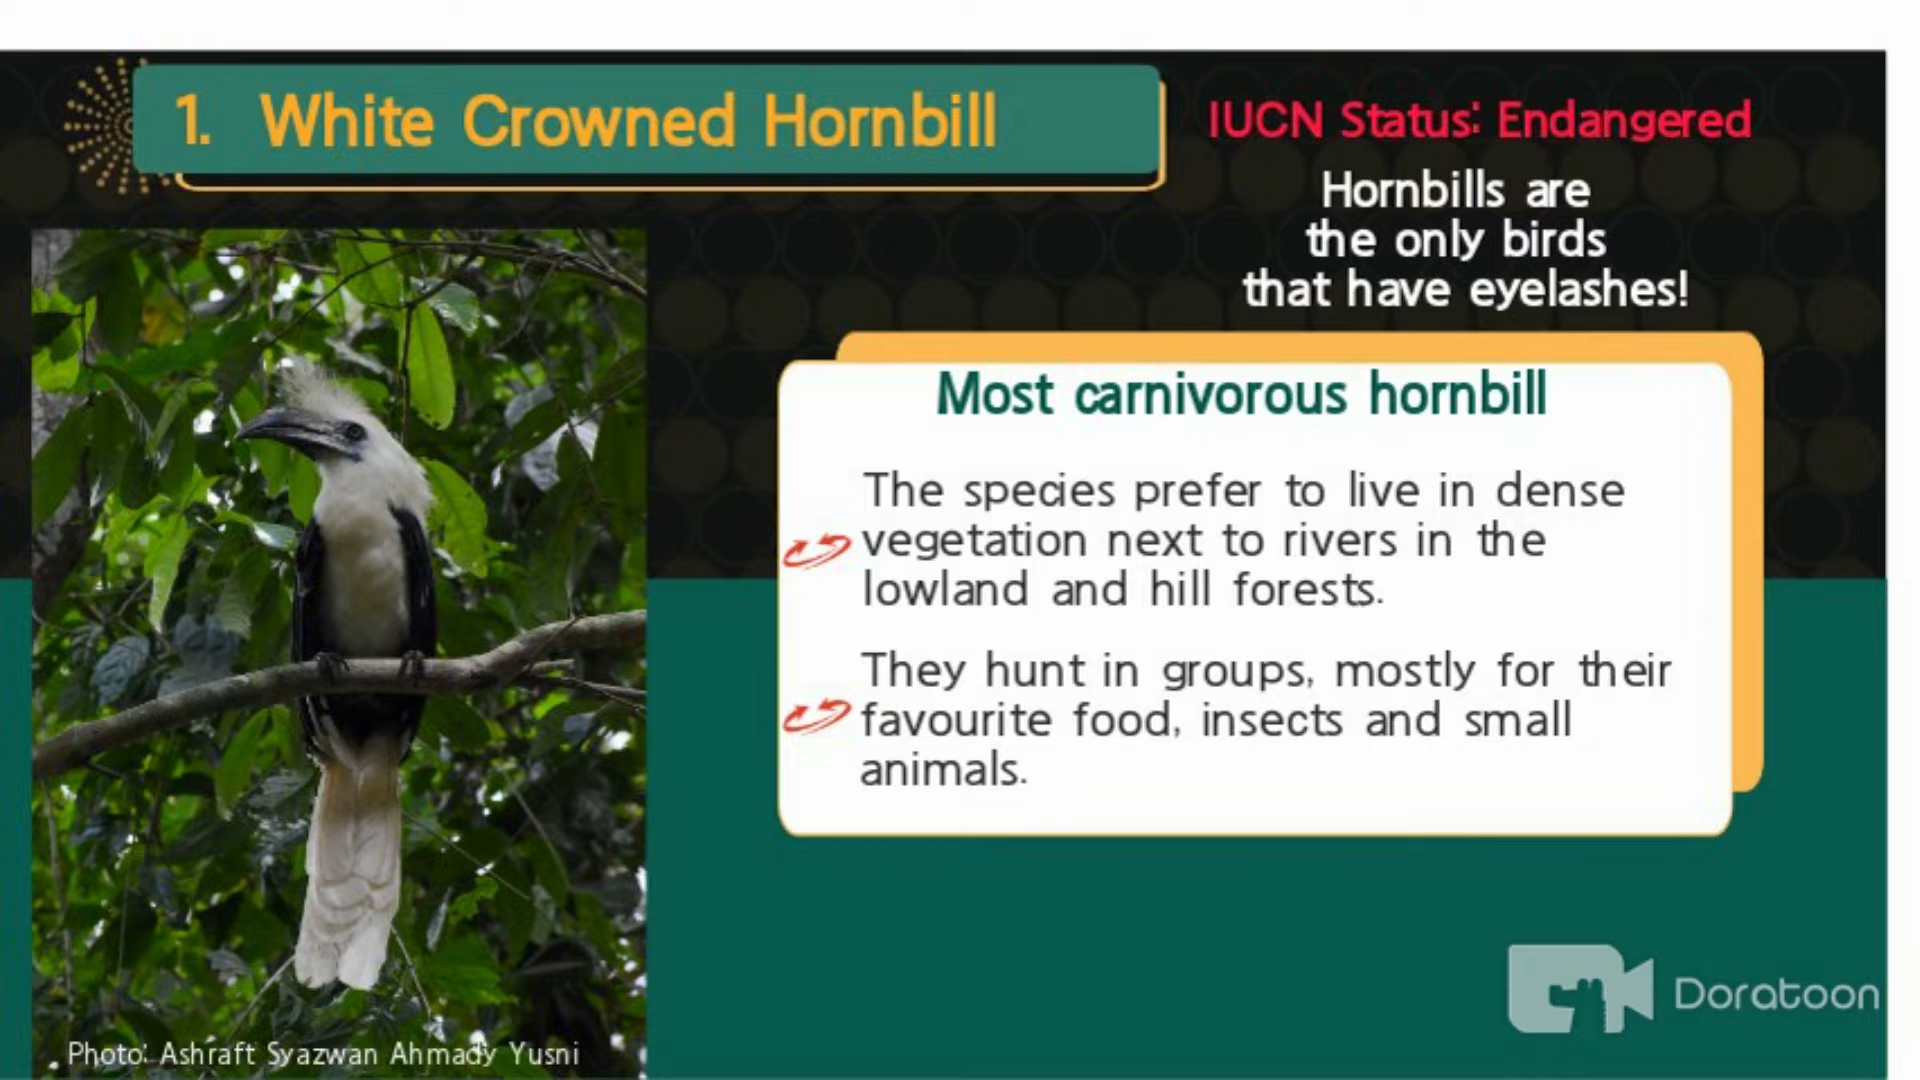 1. White Crowned Hornbill
IUCN Status: Endangered
Hornbills are
the only birds
that have eyelashes!
Most carnivorous hornbill
The species prefer to live in dense
vegetation next to rivers in the
lowland and hill forests.
They hunt in groups, mostly for their
favourite food, insects and small
animals.
Photo: Ashraft Syazwan Ahmady Yusni
Doratoon